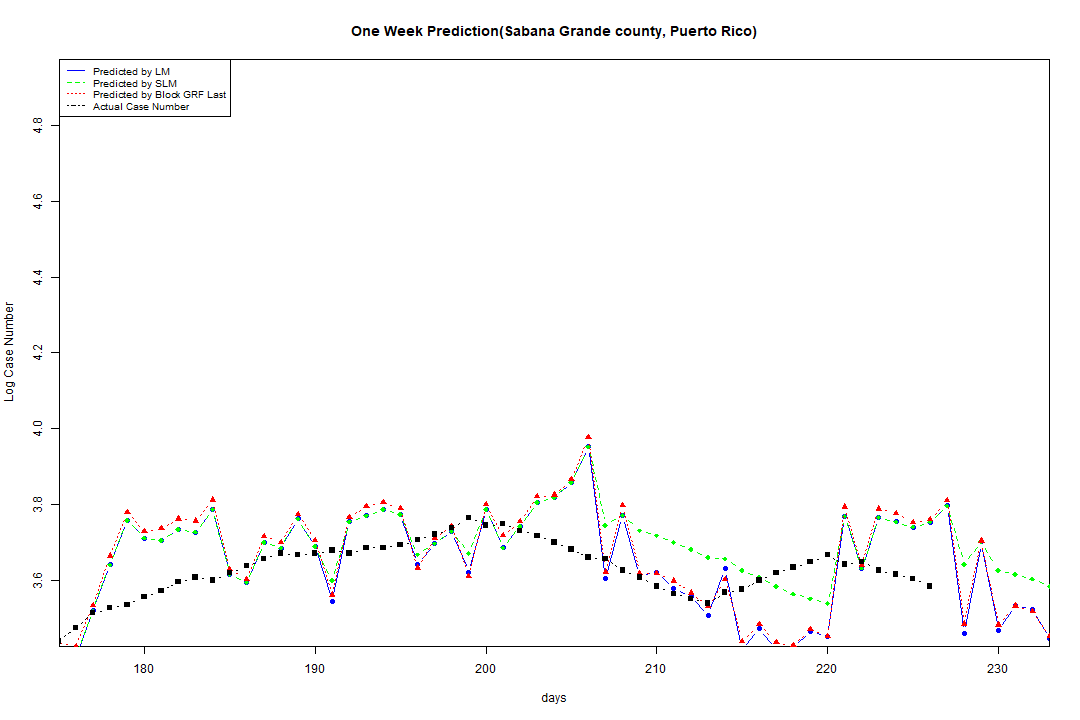 One Week Prediction(Sabana Grande county, Puerto Rico)
Predicted by LM
Predicted by SLM
Predicted by Block GRF Last
Actual Case Number
4.8
4.6
4.4
4.2
4.0
3.8
3.6
Log Case Number
180 190 200 210 220 230
days